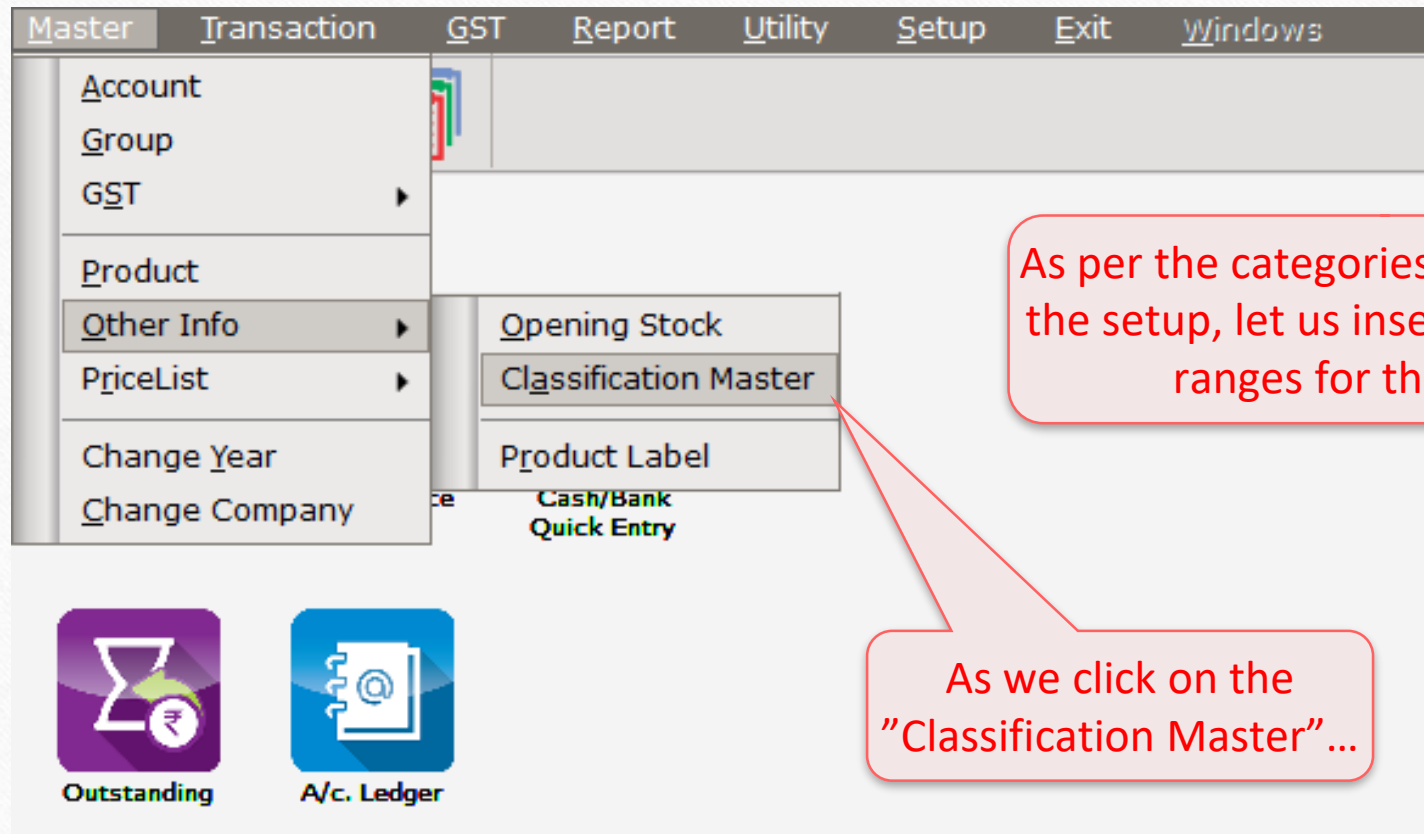 Master Transaction GST Report Utility Setup Exit Windows
Account
Group
GST
Product
Other Info
PriceList
Change Year
Change Company
Opening Stock
Classification Master
Product Label
Cash/Bank
Quick Entry
As per the categories
the setup, let us
ranges for
As we click on the
”Classification Master”…
Outstanding
A/c. Ledger